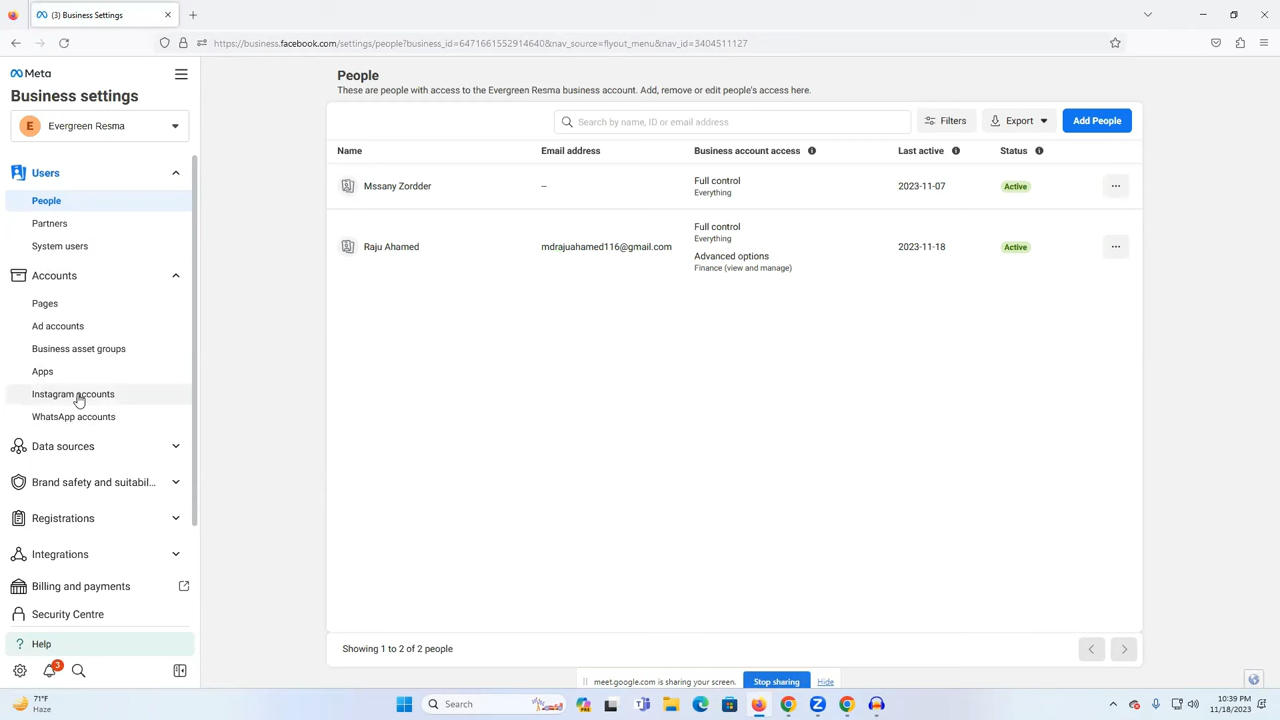 (3) Business Settings
https://business.facebook.com/settings/people?business_id=6471661552914640&nav_source=flyout_menu&nav_id=3404511127
Meta
Business settings
E Evergreen Resma
Users
People
Partners
System users
Accounts
Pages
Ad accounts
Business asset groups
Apps
Instagram accounts
WhatsApp accounts
Data sources
Brand safety and suitabil...
Registrations
Integrations
Billing and payments
Security Centre
? Help
3
People
These are people with access to the Evergreen Resma business account. Add, remove or edit people's access here.
Search by name, ID or email address
Filters
Export
Add People
Name Email address Business account access Last active Status
Mssany Zordder – Full control Everything 2023-11-07 Active ...
Raju Ahamed mdrajuahamed116@gmail.com Full control Everything 2023-11-18 Active ...
Advanced options
Finance (view and manage)
Showing 1 to 2 of 2 people
meet.google.com is sharing your screen. Stop sharing Hide
71°F
Haze
Search
10:39 PM
11/18/2023